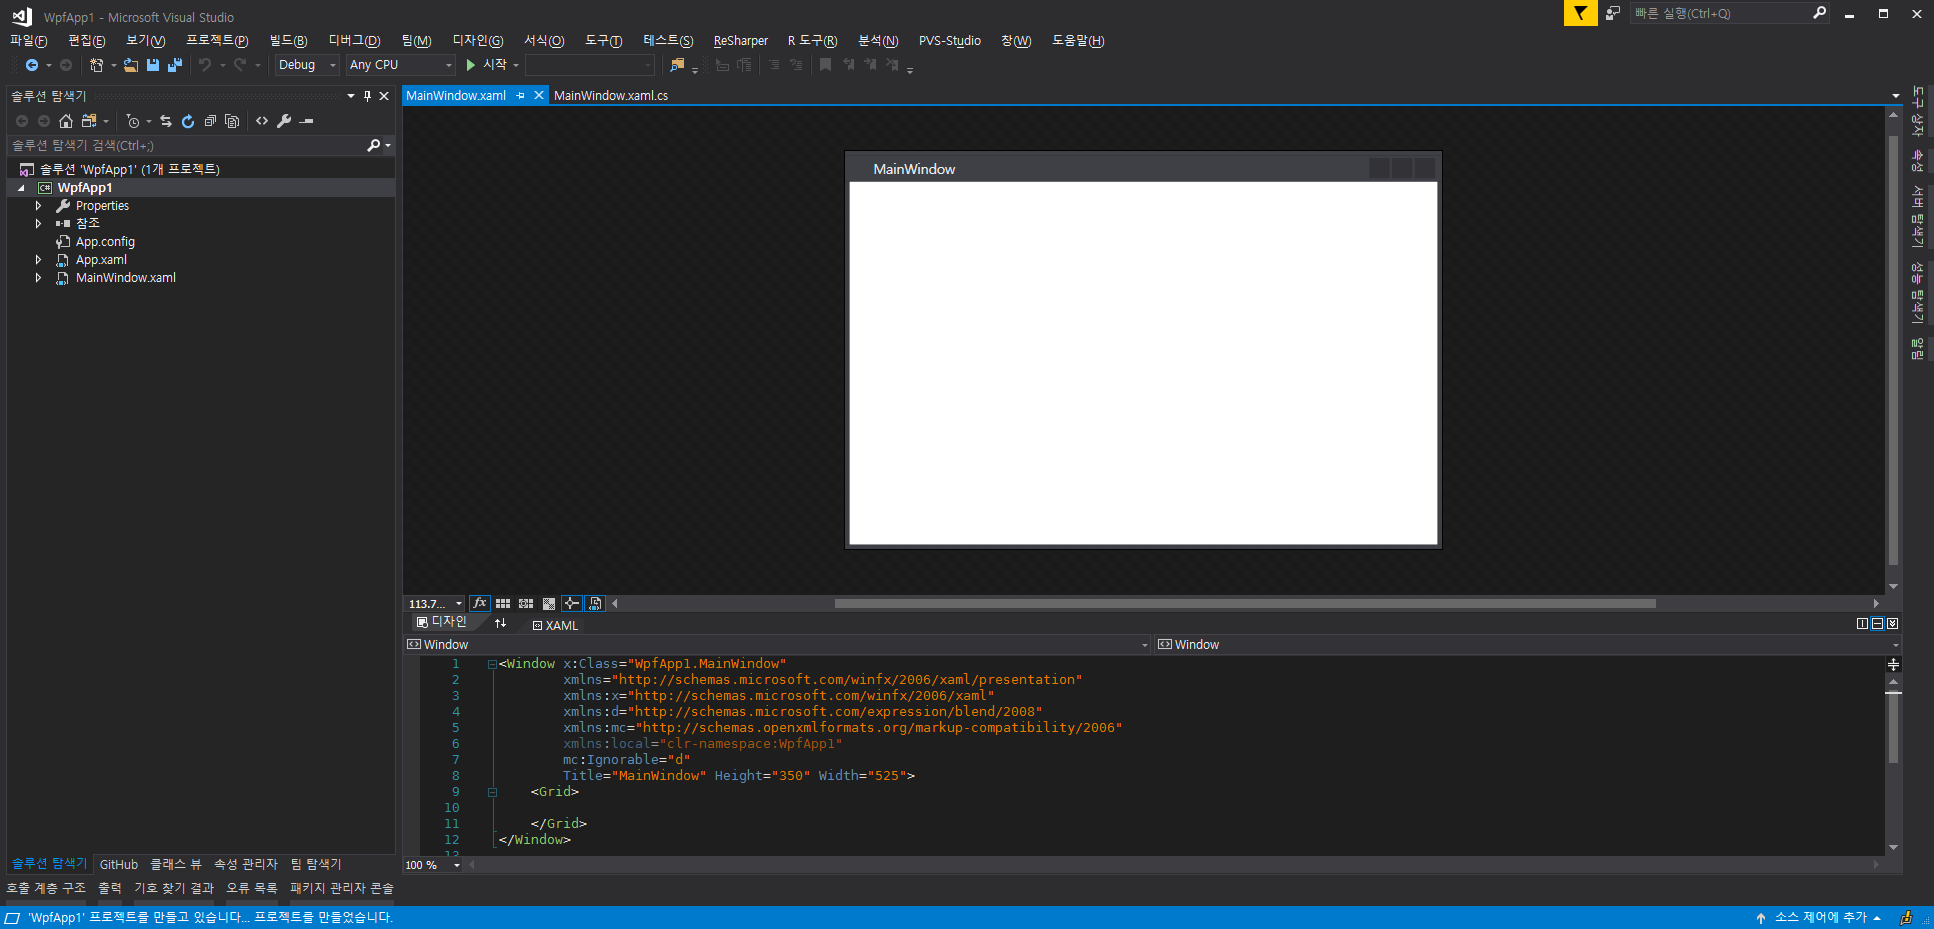 WpfApp1 - Microsoft Visual Studio
빠른 실행(Ctrl+Q)
파일(F) 편집(E) 보기(V) 프로젝트(P) 빌드(B) 디버그(D) 팀(M) 디자인(G) 서식(O) 도구(T) 테스트(S) ReSharper R 도구(R) 분석(N) PVS-Studio 창(W) 도움말(H)
Debug Any CPU 시작
솔루션 탐색기
솔루션 탐색기 검색(Ctrl+;)
솔루션 'WpfApp1' (1개 프로젝트)
C# WpfApp1
Properties
참조
App.config
App.xaml
MainWindow.xaml
MainWindow.xaml MainWindow.xaml.cs
MainWindow
113.7... fx
디자인 XAML
Window Window
1 <Window x:Class="WpfApp1.MainWindow"
2 xmlns="http://schemas.microsoft.com/winfx/2006/xaml/presentation"
3 xmlns:x="http://schemas.microsoft.com/winfx/2006/xaml"
4 xmlns:d="http://schemas.microsoft.com/expression/blend/2008"
5 xmlns:mc="http://schemas.openxmlformats.org/markup-compatibility/2006"
6 xmlns:local="clr-namespace:WpfApp1"
7 mc:Ignorable="d"
8 Title="MainWindow" Height="350" Width="525">
9 <Grid>
10
11 </Grid>
12 </Window>
13
100 %
도구 상자
속성
서버 탐색기
성능 탐색기
알림
솔루션 탐색기 GitHub 클래스 뷰 속성 관리자 팀 탐색기
호출 계층 구조 출력 기호 찾기 결과 오류 목록 패키지 관리자 콘솔
'WpfApp1' 프로젝트를 만들고 있습니다... 프로젝트를 만들었습니다.
소스 제어에 추가